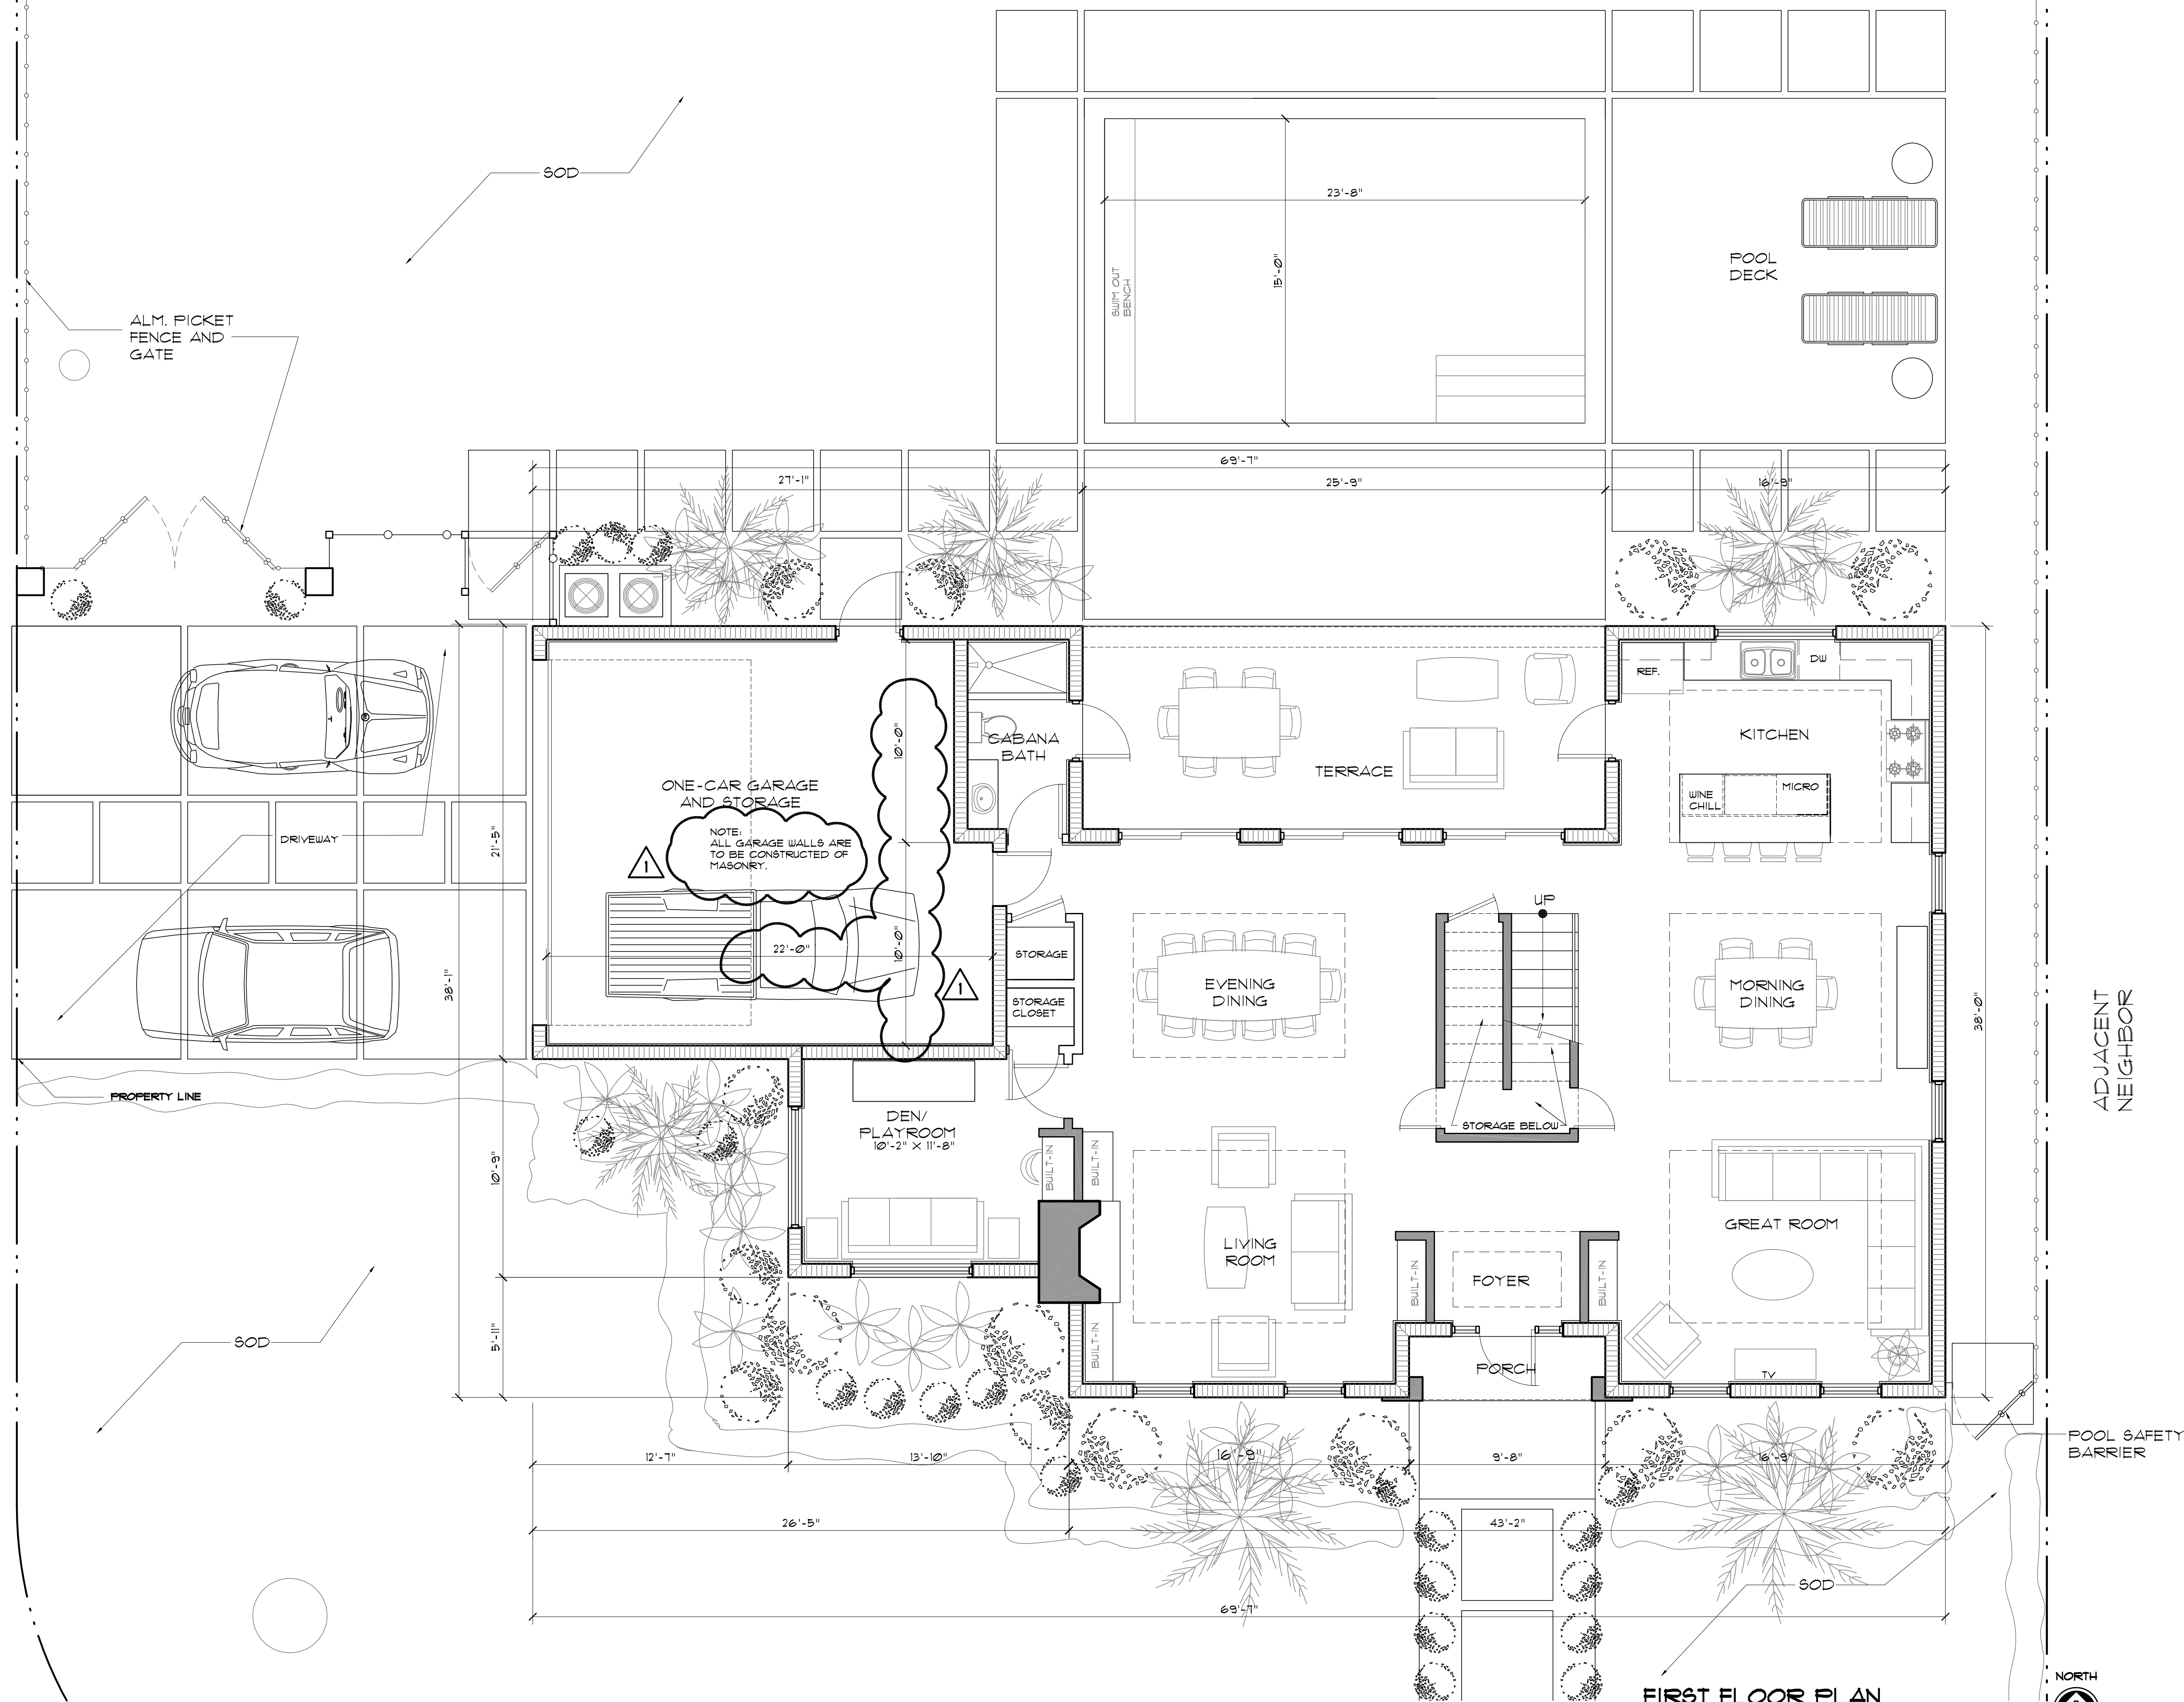 23'-8"
SOD
15'-0"
SWIM OUT
BENCH
POOL
DECK
ALM. PICKET
FENCE AND
GATE
69'-7"
27'-1"
25'-9"
16'-9"
REF.
DW
CABANA
BATH
KITCHEN
10'-0"
TERRACE
ONE-CAR GARAGE
AND STORAGE
WINE
CHILL
MICRO
NOTE:
ALL GARAGE WALLS ARE
TO BE CONSTRUCTED OF
MASONRY.
1
DRIVEWAY
21'-5"
UP
22'-0"
10'-0"
STORAGE
38'-1"
1
STORAGE
CLOSET
EVENING
DINING
MORNING
DINING
38'-0"
ADJACENT
NEIGHBOR
PROPERTY LINE
DEN/
PLAYROOM
10'-2" X 11'-8"
STORAGE BELOW
10'-9"
BUILT-IN
BUILT-IN
LIVING
ROOM
GREAT ROOM
FOYER
BUILT-IN
BUILT-IN
SOD
5'-11"
BUILT-IN
PORCH
TV
POOL SAFETY
BARRIER
12'-7"
13'-10"
16'-9"
9'-8"
16'-9"
26'-5"
43'-2"
SOD
69'-7"
NORTH
FIRST FLOOR PLAN